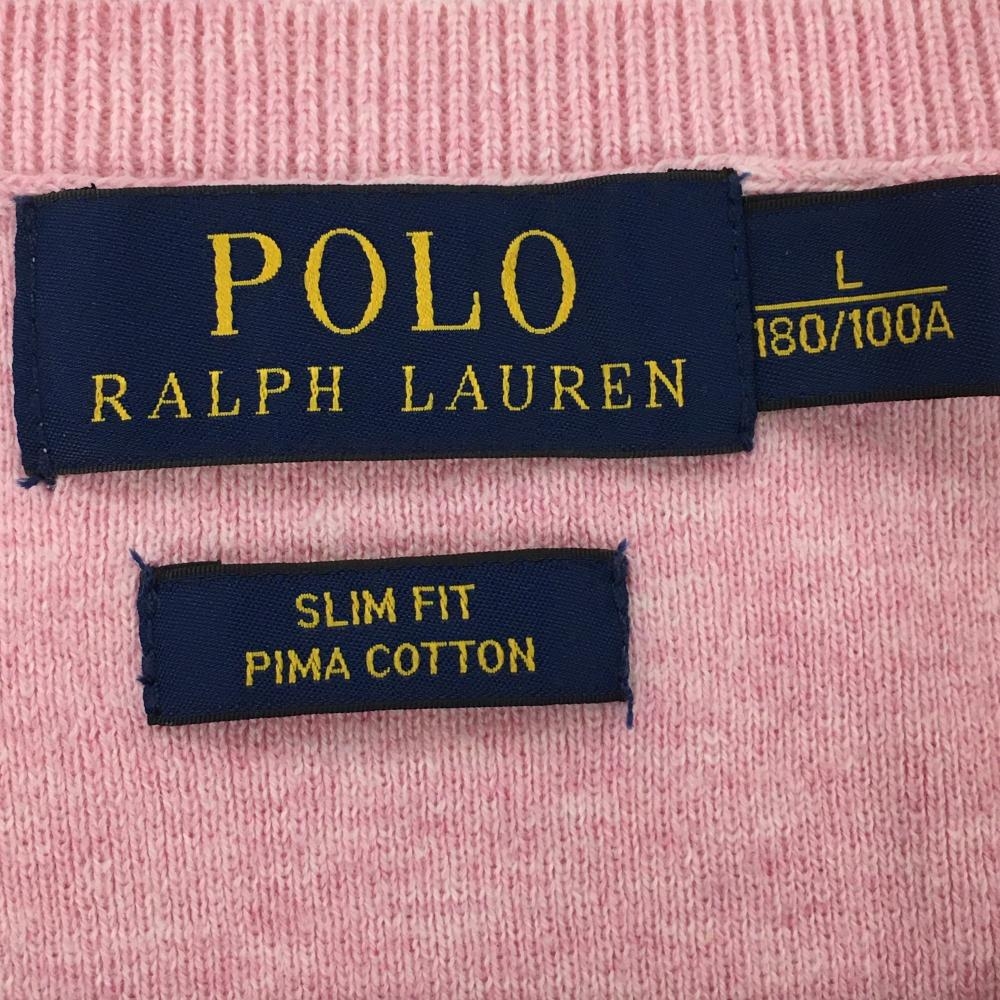 POLO
RALPH LAUREN
L
180/100A
SLIM FIT
PIMA COTTON